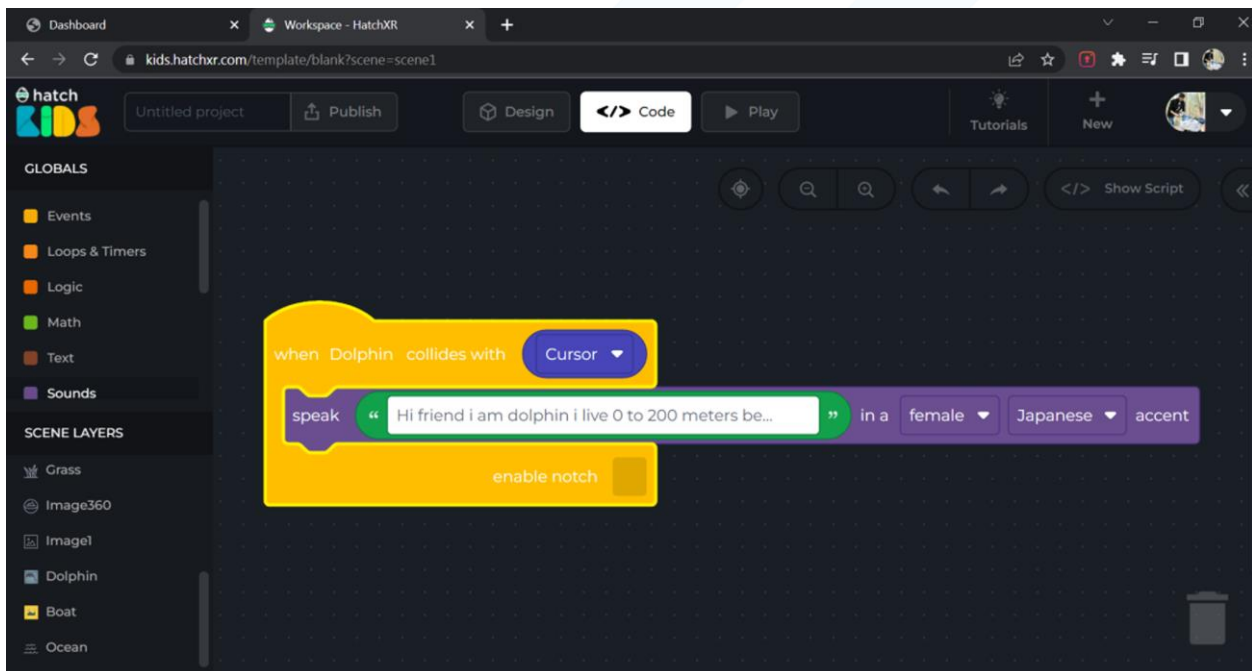 Dashboard
Workspace - HatchXR
kids.hatchxr.com/template/blank?scene=scene1
hatch
KIDS
Untitled project
Publish
Design
</> Code
Play
Tutorials
New
GLOBALS
Events
Loops & Timers
Logic
Math
Text
Sounds
SCENE LAYERS
Grass
Image360
Image1
Dolphin
Boat
Ocean
</> Show Script
when Dolphin collides with Cursor
speak “ Hi friend i am dolphin i live 0 to 200 meters be... ” in a female Japanese accent
enable notch